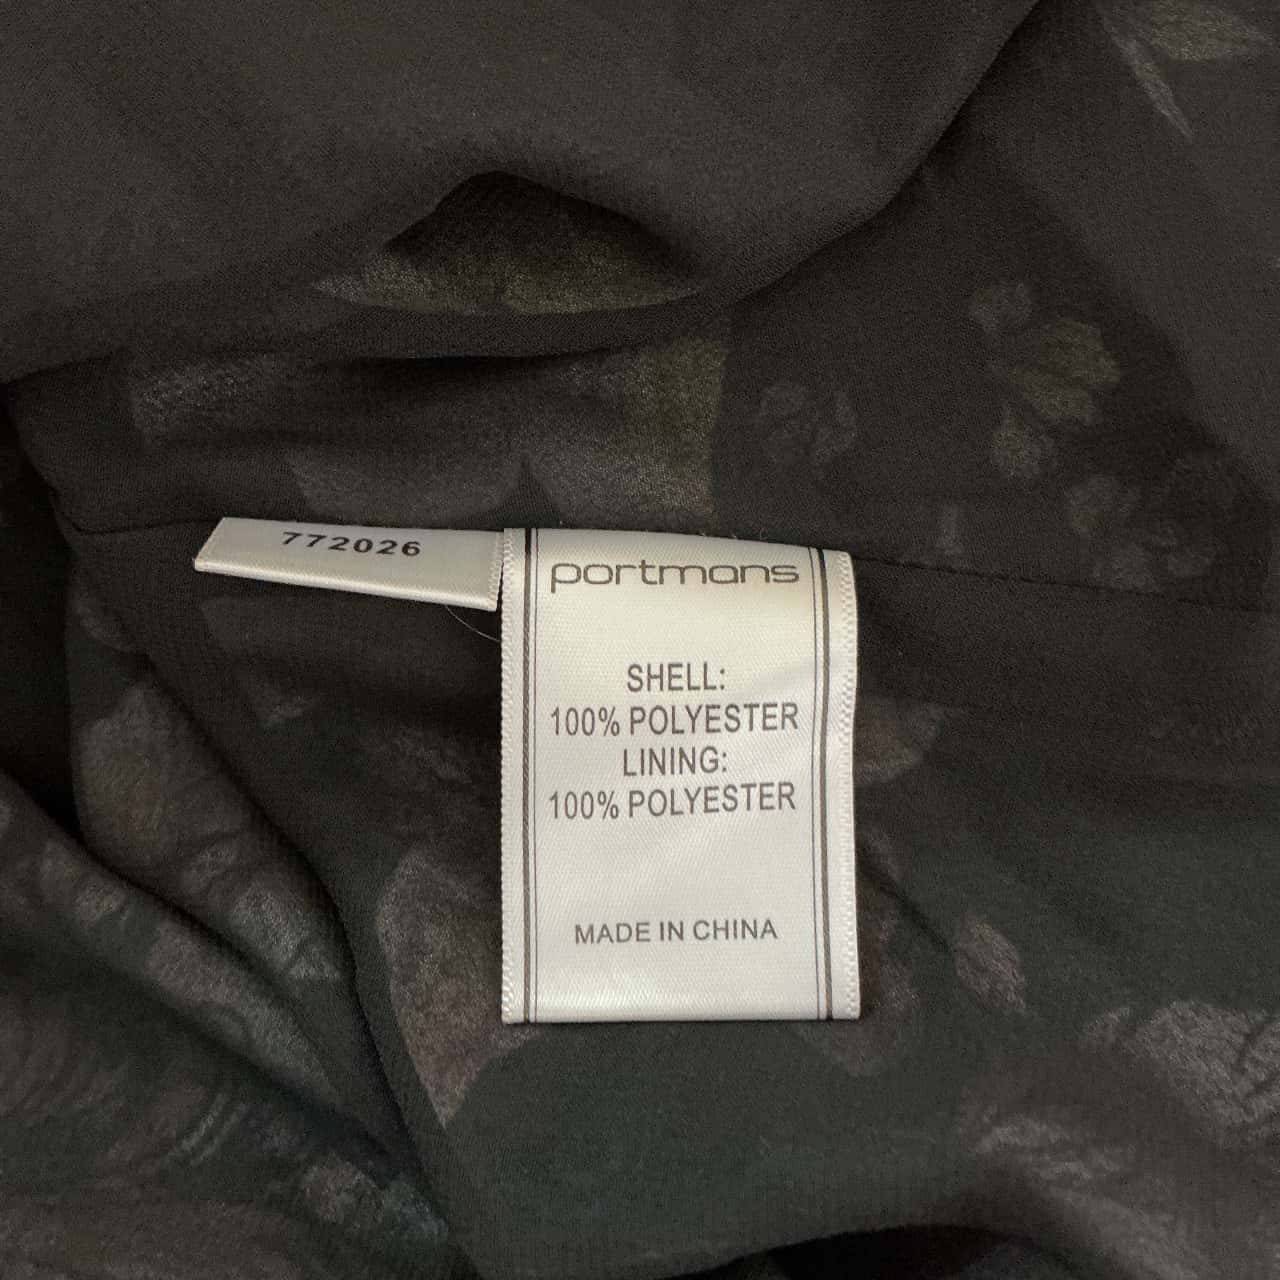 772026
portmans
SHELL:
100% POLYESTER
LINING:
100% POLYESTER
MADE IN CHINA